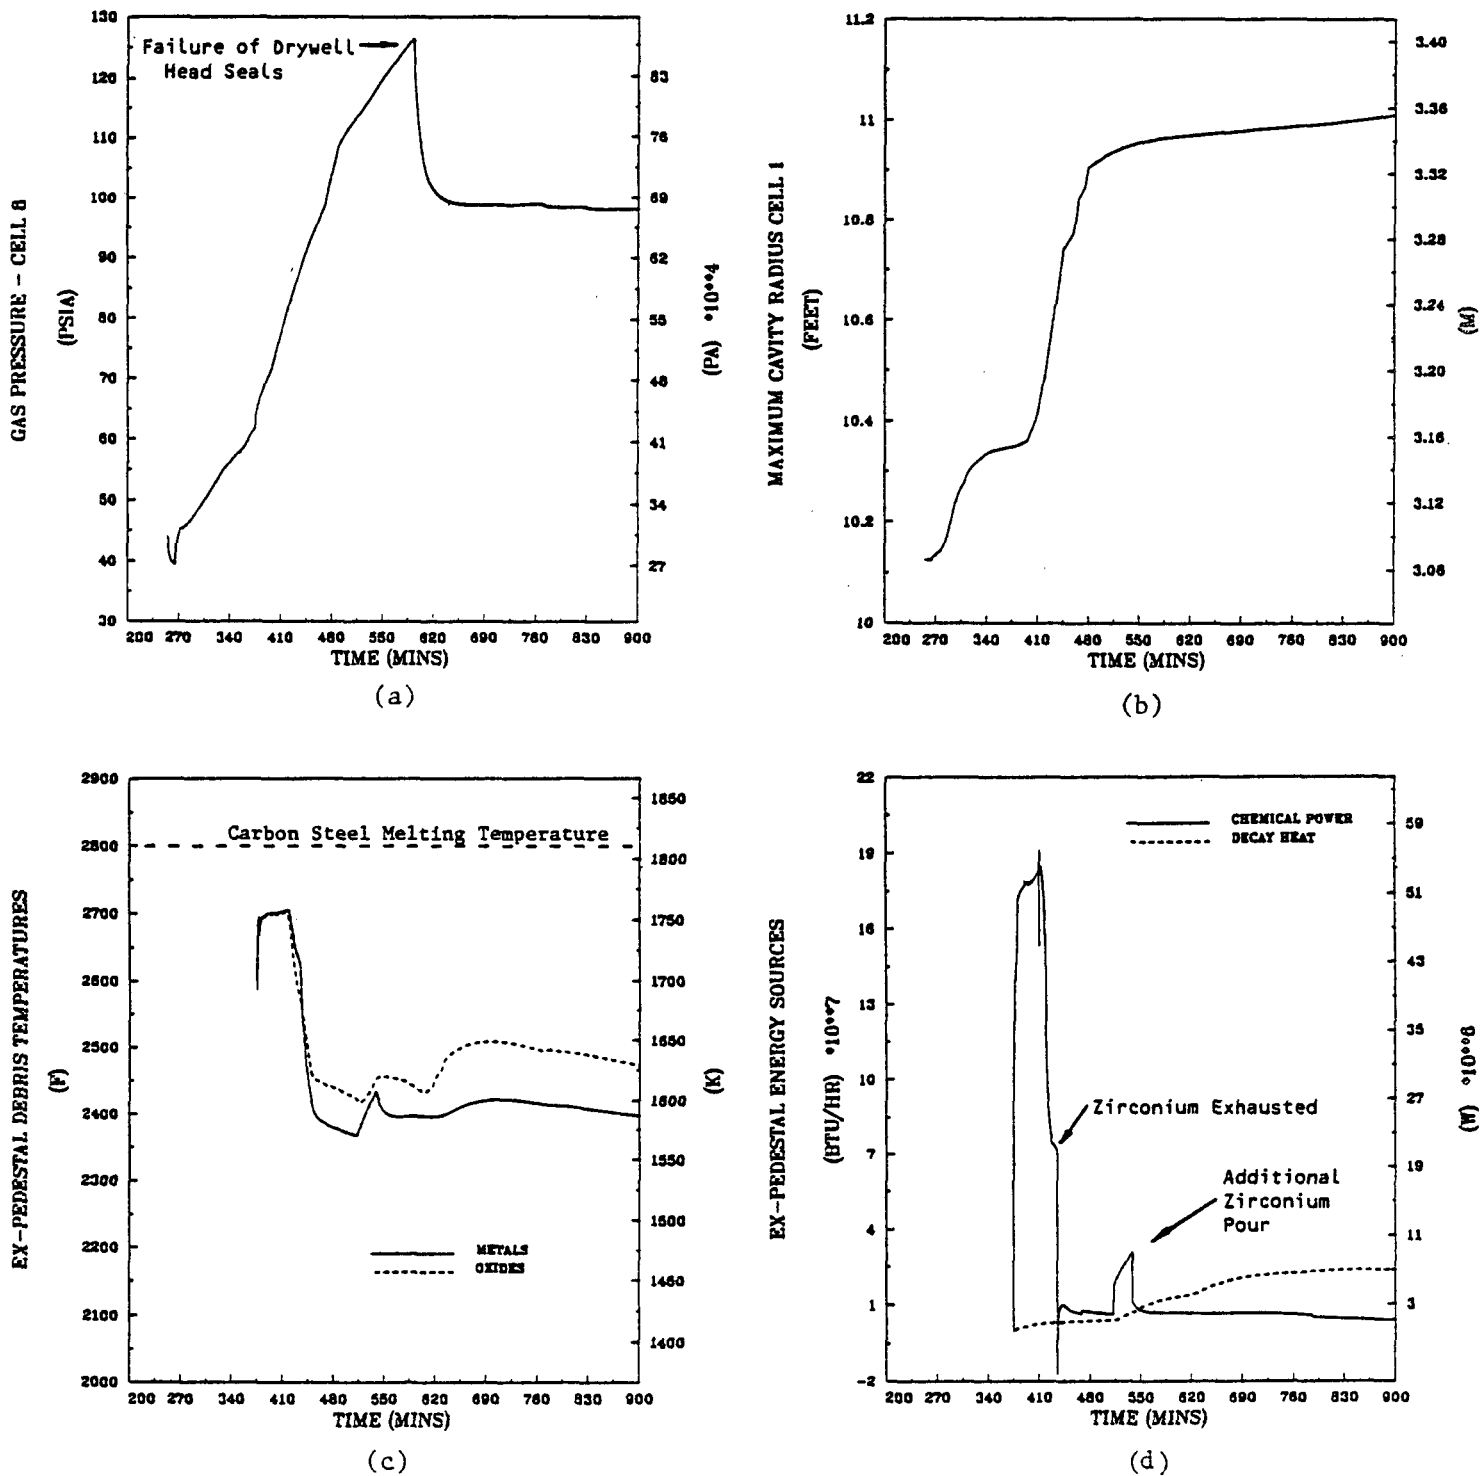 GAS PRESSURE - CELL 8
(PSIA)
130
120
110
100
90
80
70
60
50
40
30
Failure of Drywell
Head Seals
83
76
69
62
55
48
41
34
27
(PA) *10**4
200 270 340 410 480 550 620 690 760 830 900
TIME (MINS)
(a)
MAXIMUM CAVITY RADIUS CELL 1
(FEET)
11.2
11
10.8
10.6
10.4
10.2
10
3.40
3.36
3.32
3.28
3.24
3.20
3.16
3.12
3.08
(M)
200 270 340 410 480 550 620 690 760 830 900
TIME (MINS)
(b)
EX-PEDESTAL DEBRIS TEMPERATURES
(F)
2900
2800
2700
2600
2500
2400
2300
2200
2100
2000
Carbon Steel Melting Temperature
METALS
OXIDES
1850
1810
1750
1700
1650
1600
1550
1500
1450
1400
(K)
200 270 340 410 480 550 620 690 760 830 900
TIME (MINS)
(c)
EX-PEDESTAL ENERGY SOURCES
(BTU/HR) *10**7
22
19
16
13
10
7
4
1
-2
CHEMICAL POWER
DECAY HEAT
Zirconium Exhausted
Additional
Zirconium
Pour
59
51
43
35
27
19
11
3
(W) *10**6
200 270 340 410 480 550 620 690 760 830 900
TIME (MINS)
(d)